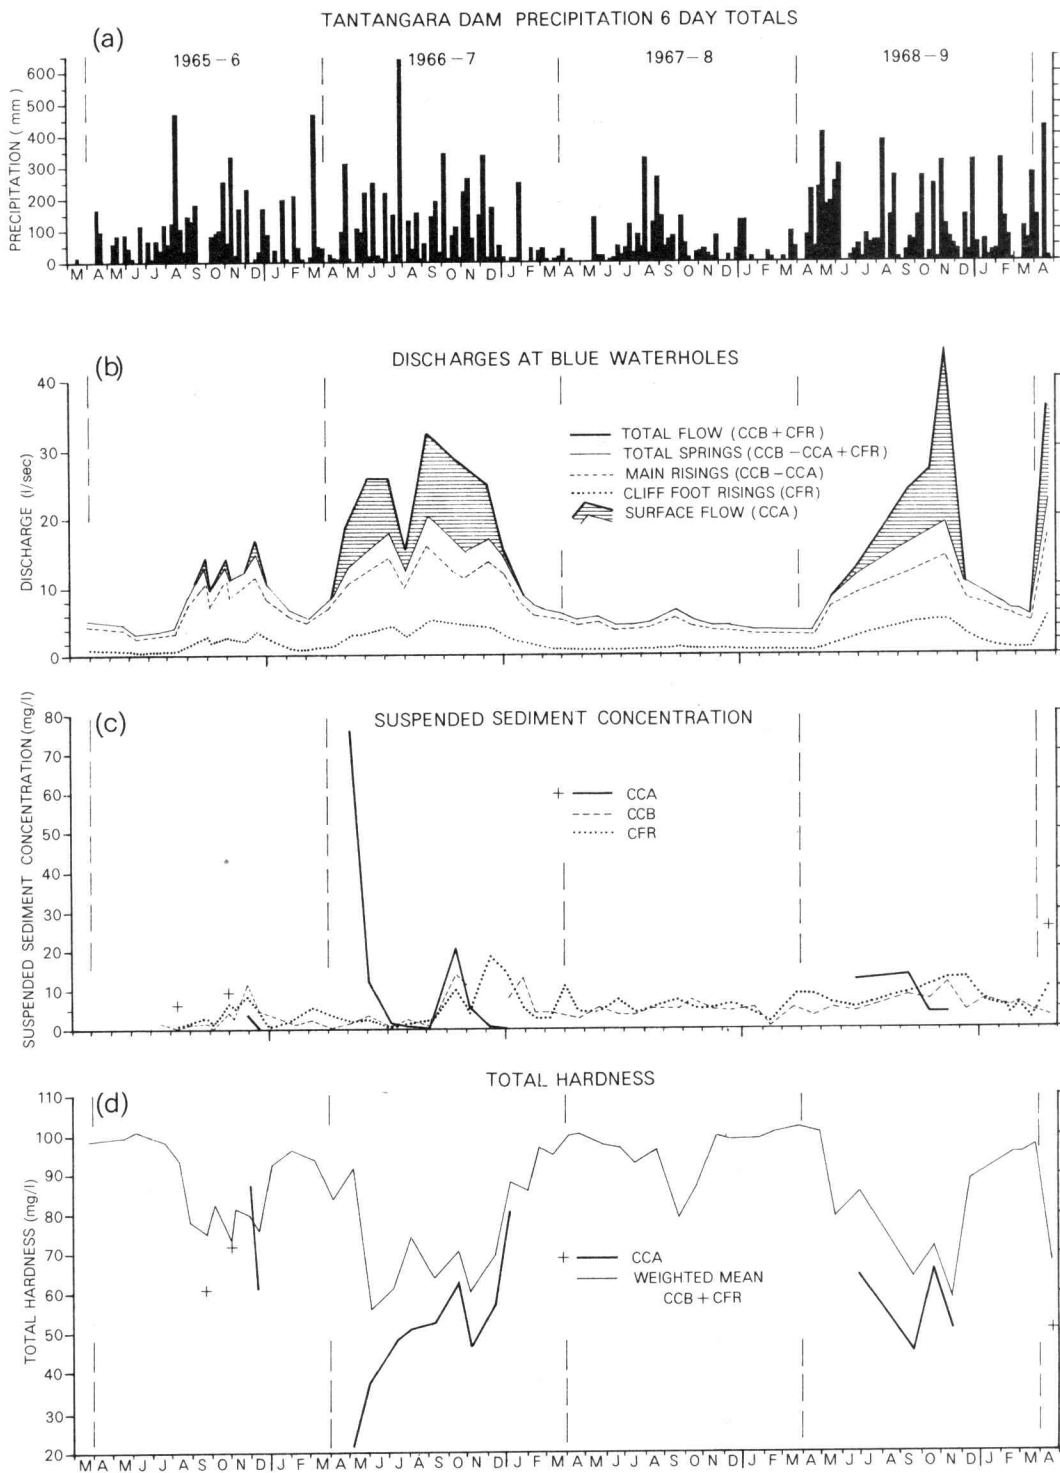 TANTANGARA DAM PRECIPITATION 6 DAY TOTALS
(a)
1965–6 1966–7 1967–8 1968–9
PRECIPITATION (mm)
600
500
400
300
200
100
0
M A M J J A S O N D J F M A M J J A S O N D J F M A M J J A S O N D J F M A M J J A S O N D J F M A
(b)
DISCHARGES AT BLUE WATERHOLES
DISCHARGE (l/sec)
40
30
20
10
0
TOTAL FLOW (CCB+CFR)
TOTAL SPRINGS (CCB–CCA+CFR)
MAIN RISINGS (CCB–CCA)
CLIFF FOOT RISINGS (CFR)
SURFACE FLOW (CCA)
(c)
SUSPENDED SEDIMENT CONCENTRATION
SUSPENDED SEDIMENT CONCENTRATION (mg/l)
80
70
60
50
40
30
20
10
0
+ CCA
CCB
CFR
TOTAL HARDNESS
(d)
TOTAL HARDNESS (mg/l)
110
100
90
80
70
60
50
40
30
20
+ CCA
WEIGHTED MEAN
CCB+CFR
M A M J J A S O N D J F M A M J J A S O N D J F M A M J J A S O N D J F M A M J J A S O N D J F M A